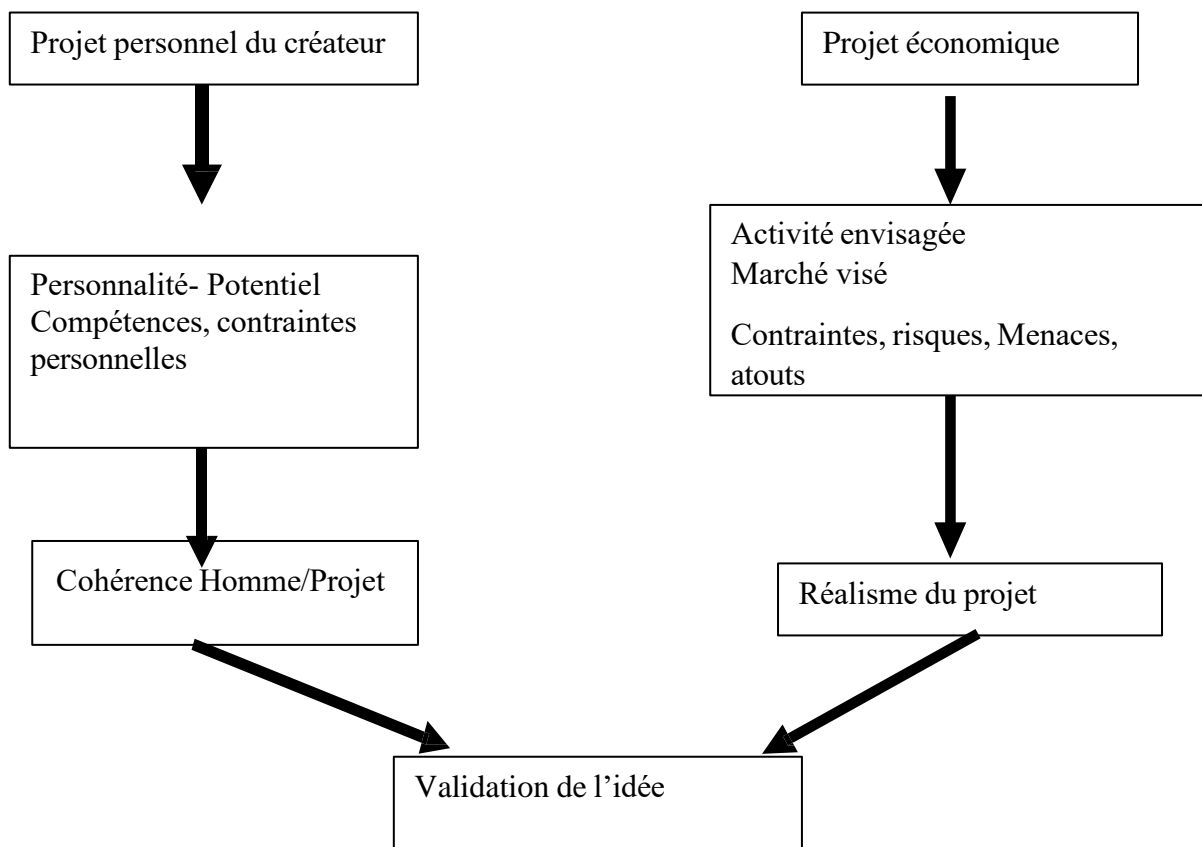 Projet personnel du créateur
Projet économique
Personnalité- Potentiel
Compétences, contraintes
personnelles
Activité envisagée
Marché visé
Contraintes, risques, Menaces,
atouts
Cohérence Homme/Projet
Réalisme du projet
Validation de l’idée